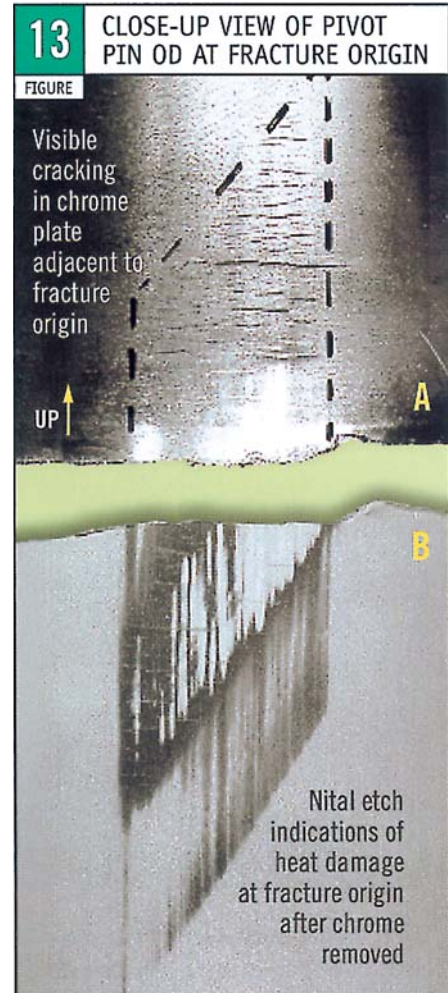 13
FIGURE
CLOSE-UP VIEW OF PIVOT
PIN OD AT FRACTURE ORIGIN
Visible
cracking
in chrome
plate
adjacent to
fracture
origin
UP
A
B
Nital etch
indications of
heat damage
at fracture origin
after chrome
removed